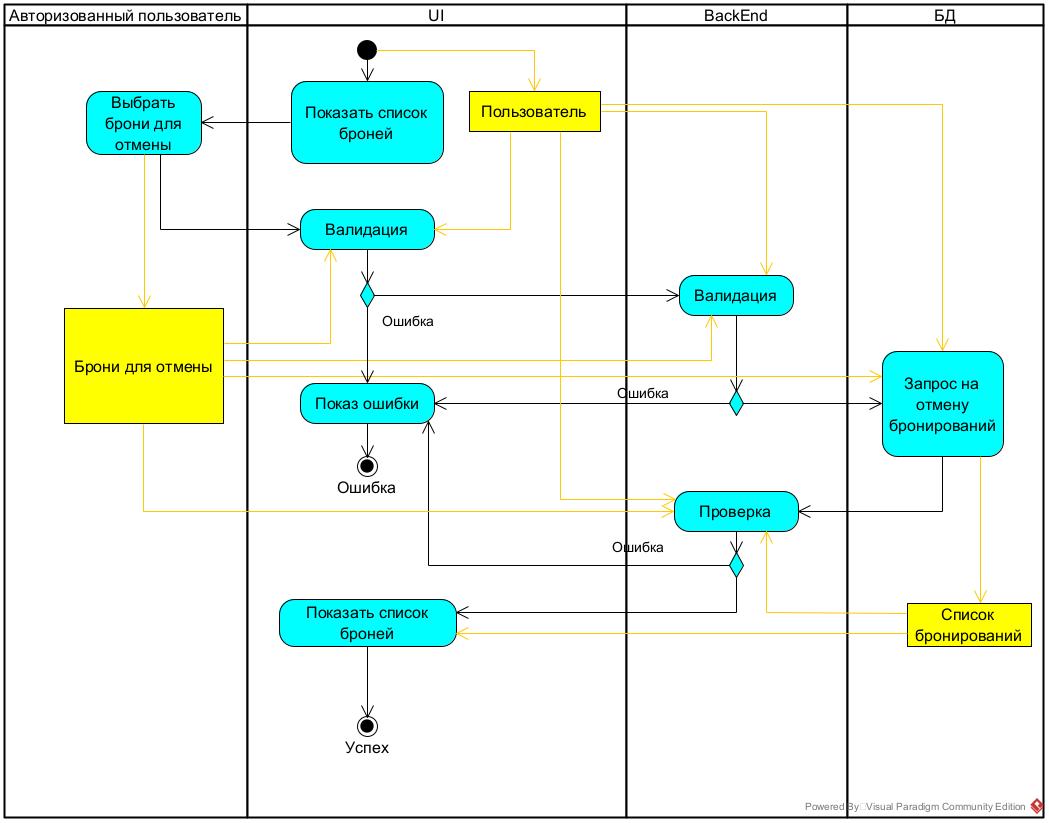 Авторизованный пользователь
UI
BackEnd
БД
Выбрать
брони для
отмены
Показать список
броней
Пользователь
Валидация
Валидация
Ошибка
Брони для отмены
Показ ошибки
Ошибка
Запрос на
отмену
бронирований
Ошибка
Проверка
Ошибка
Показать список
броней
Список
бронирований
Успех
Powered By Visual Paradigm Community Edition